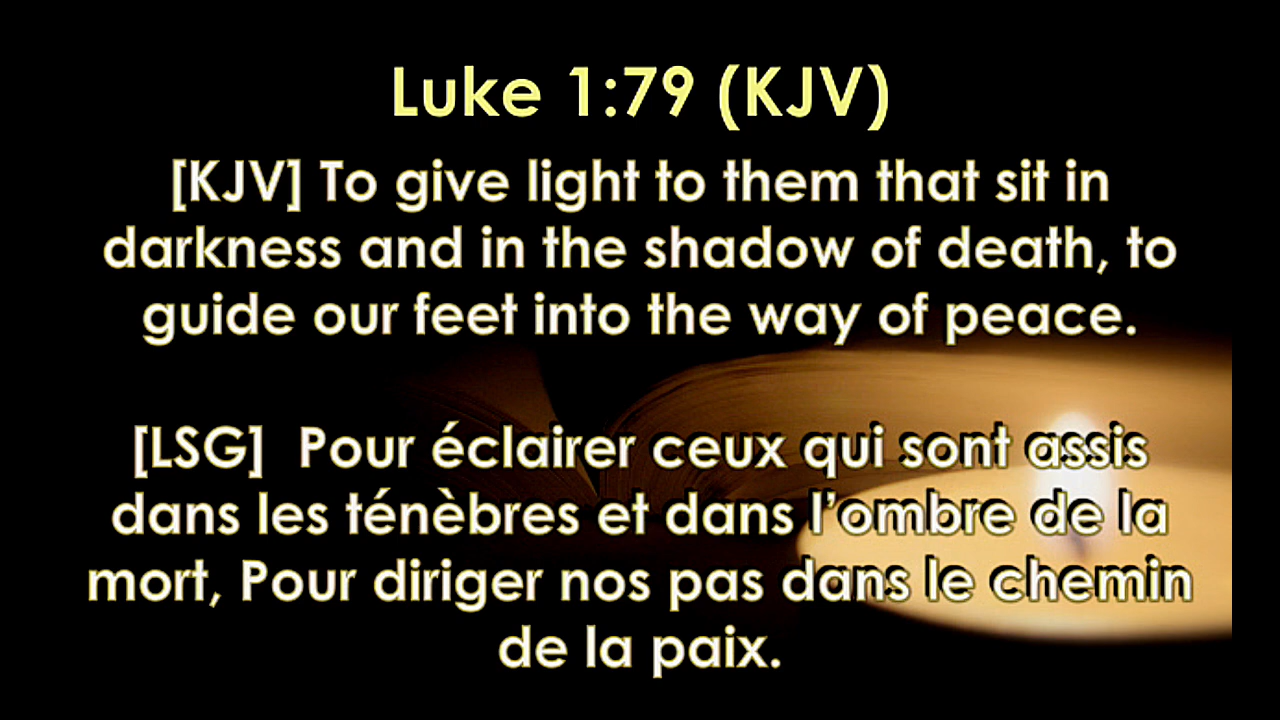 Luke 1:79 (KJV)
[KJV] To give light to them that sit in
darkness and in the shadow of death, to
guide our feet into the way of peace.
[LSG]  Pour éclairer ceux qui sont assis
dans les ténèbres et dans l’ombre de la
mort, Pour diriger nos pas dans le chemin
de la paix.